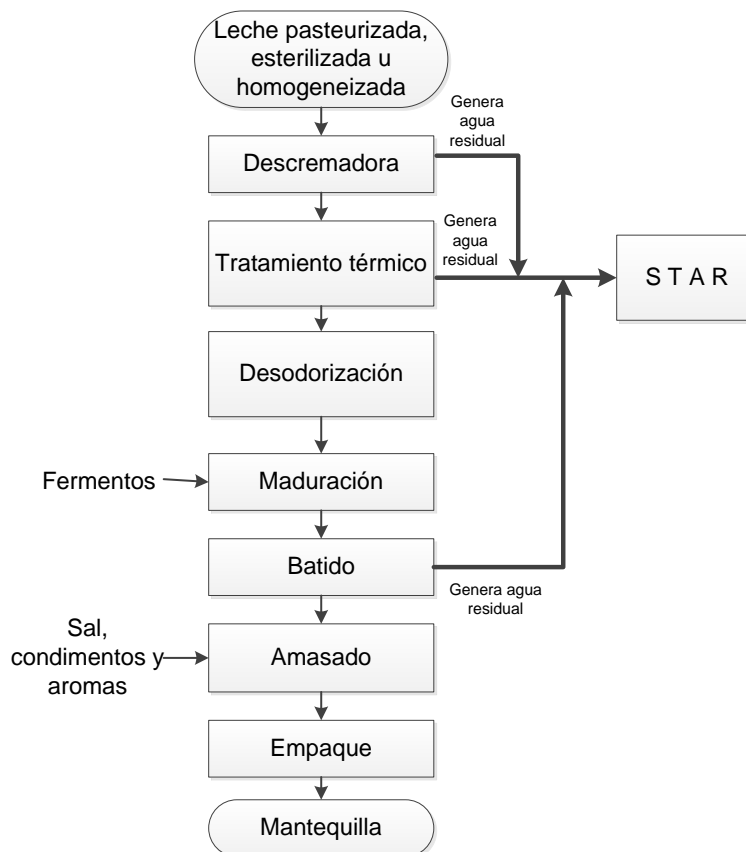 Leche pasteurizada,
esterilizada u
homogeneizada
Genera
agua
residual
Descremadora
Genera
agua
residual
Tratamiento térmico
S T A R
Desodorización
Fermentos
Maduración
Batido
Genera agua
residual
Sal,
condimentos y
aromas
Amasado
Empaque
Mantequilla